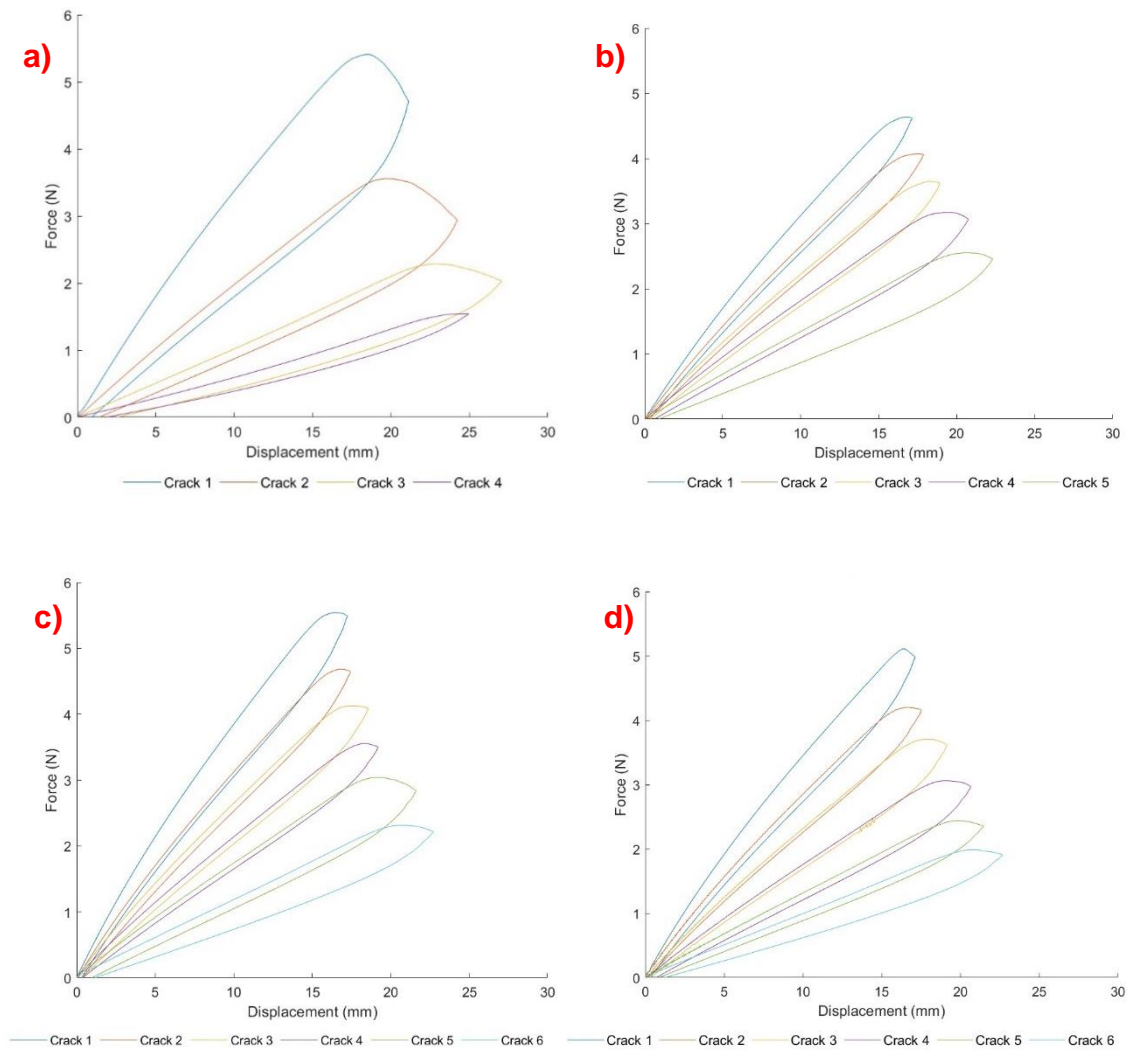 a)
6
5
4
3
2
1
0
Force (N)
0 5 10 15 20 25 30
Displacement (mm)
Crack 1 Crack 2 Crack 3 Crack 4
b)
6
5
4
3
2
1
0
Force (N)
0 5 10 15 20 25 30
Displacement (mm)
Crack 1 Crack 2 Crack 3 Crack 4 Crack 5
c)
6
5
4
3
2
1
0
Force (N)
0 5 10 15 20 25 30
Displacement (mm)
Crack 1 Crack 2 Crack 3 Crack 4 Crack 5 Crack 6
d)
6
5
4
3
2
1
0
Force (N)
0 5 10 15 20 25 30
Displacement (mm)
Crack 1 Crack 2 Crack 3 Crack 4 Crack 5 Crack 6